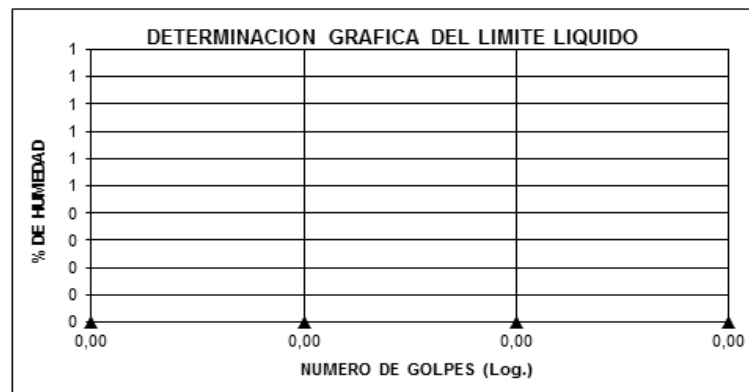 DETERMINACION GRAFICA DEL LIMITE LIQUIDO
% DE HUMEDAD
1
1
1
1
1
1
0
0
0
0
0
0,00 0,00 0,00 0,00
NUMERO DE GOLPES (Log.)